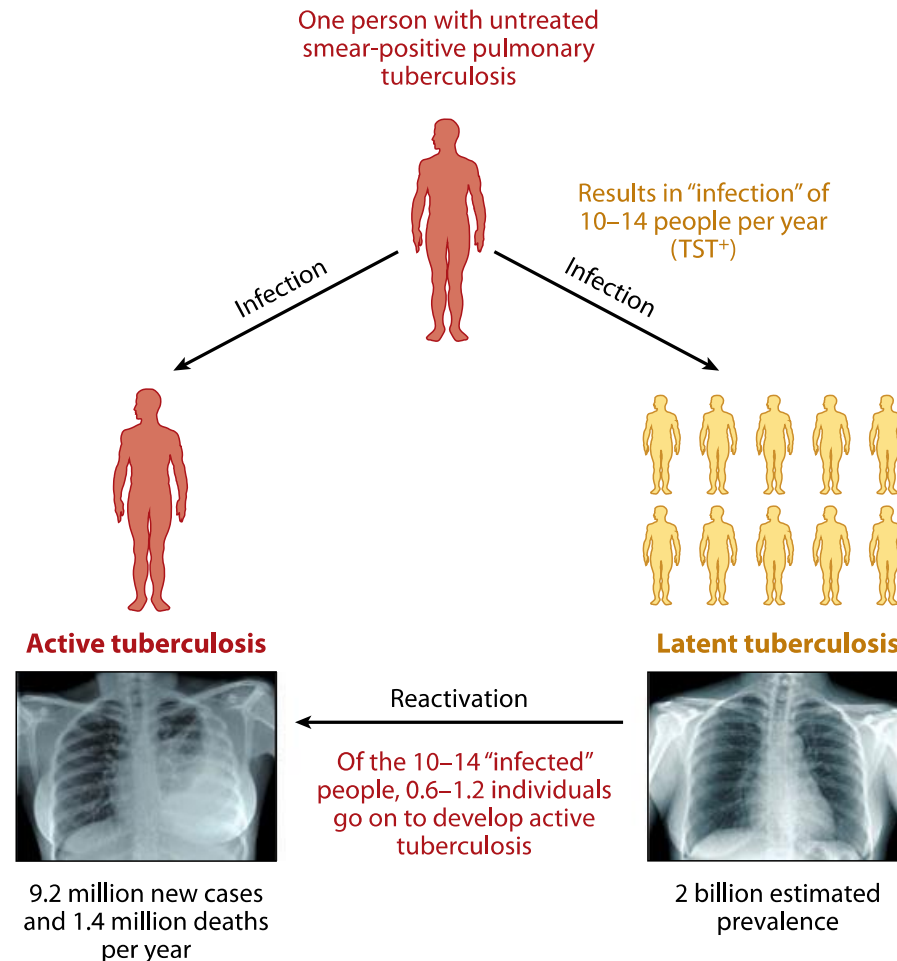 One person with untreated
smear-positive pulmonary
tuberculosis
Results in “infection” of
10–14 people per year
(TST⁺)
Infection
Infection
Active tuberculosis
Latent tuberculosis
Reactivation
Of the 10–14 “infected”
people, 0.6–1.2 individuals
go on to develop active
tuberculosis
9.2 million new cases
and 1.4 million deaths
per year
2 billion estimated
prevalence